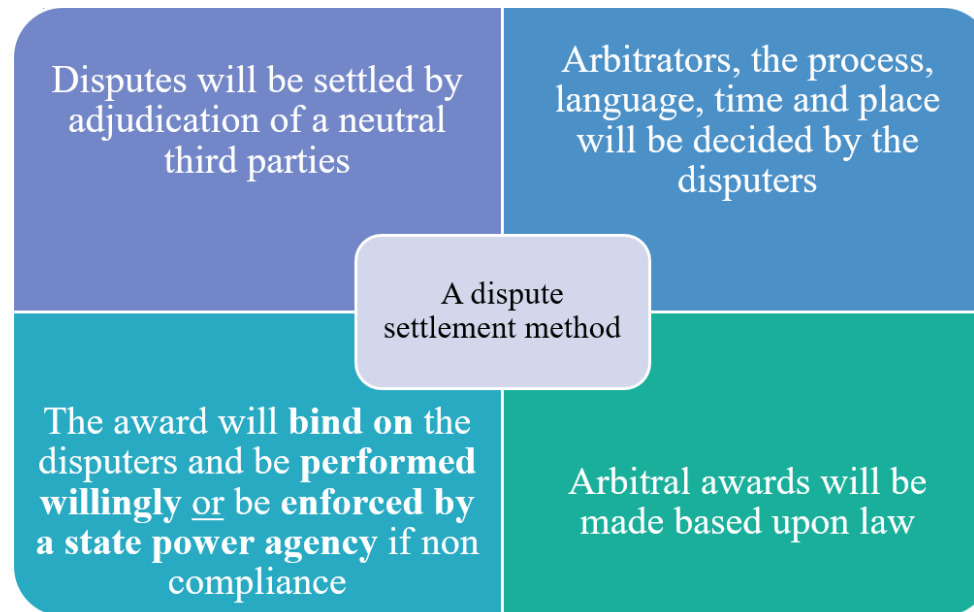 Disputes will be settled by
adjudication of a neutral
third parties
Arbitrators, the process,
language, time and place
will be decided by the
disputers
A dispute
settlement method
The award will bind on the
disputers and be performed
willingly or be enforced by
a state power agency if non
compliance
Arbitral awards will be
made based upon law